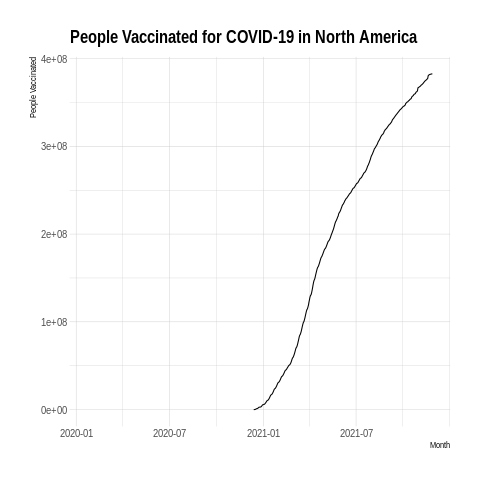 People Vaccinated for COVID-19 in North America
People Vaccinated
4e+08
3e+08
2e+08
1e+08
0e+00
2020-01 2020-07 2021-01 2021-07
Month